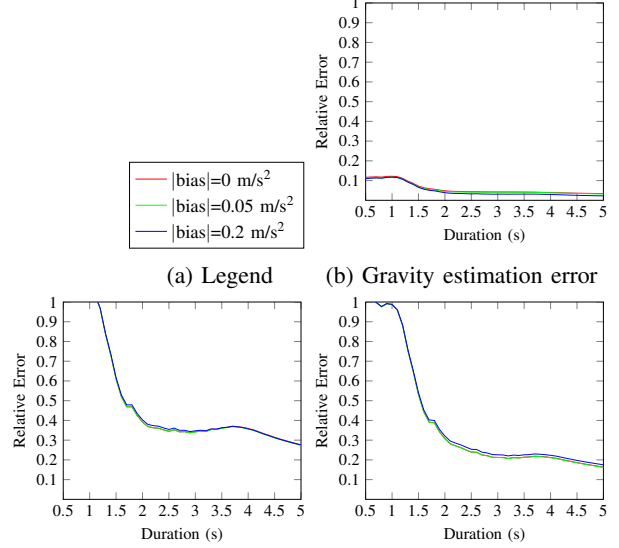 1
0.9
0.8
0.7
0.6
0.5
0.4
0.3
0.2
0.1
Relative Error
0.5 1 1.5 2 2.5 3 3.5 4 4.5 5
Duration (s)
|bias|=0 m/s²
|bias|=0.05 m/s²
|bias|=0.2 m/s²
(a) Legend
(b) Gravity estimation error
1
0.9
0.8
0.7
0.6
0.5
0.4
0.3
0.2
0.1
Relative Error
0.5 1 1.5 2 2.5 3 3.5 4 4.5 5
Duration (s)
1
0.9
0.8
0.7
0.6
0.5
0.4
0.3
0.2
0.1
Relative Error
0.5 1 1.5 2 2.5 3 3.5 4 4.5 5
Duration (s)